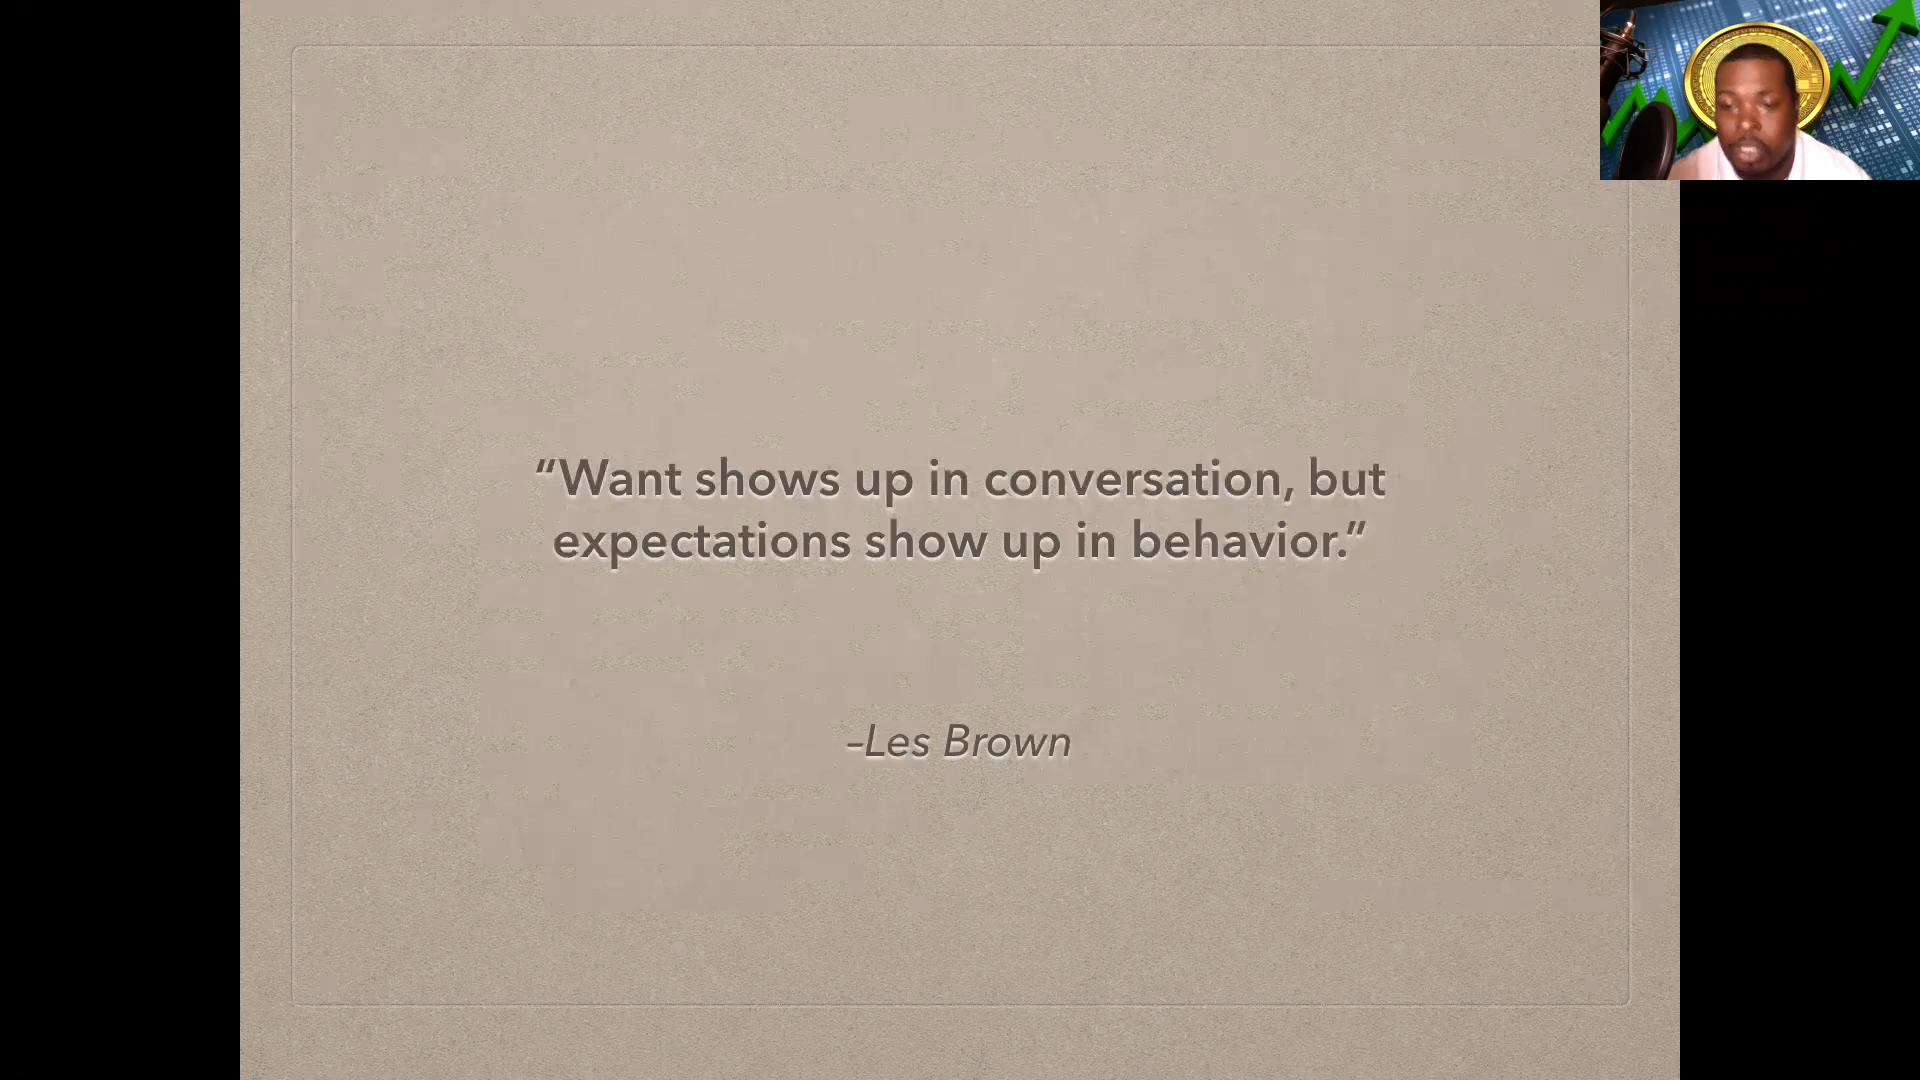 “Want shows up in conversation, but
expectations show up in behavior.”
–Les Brown